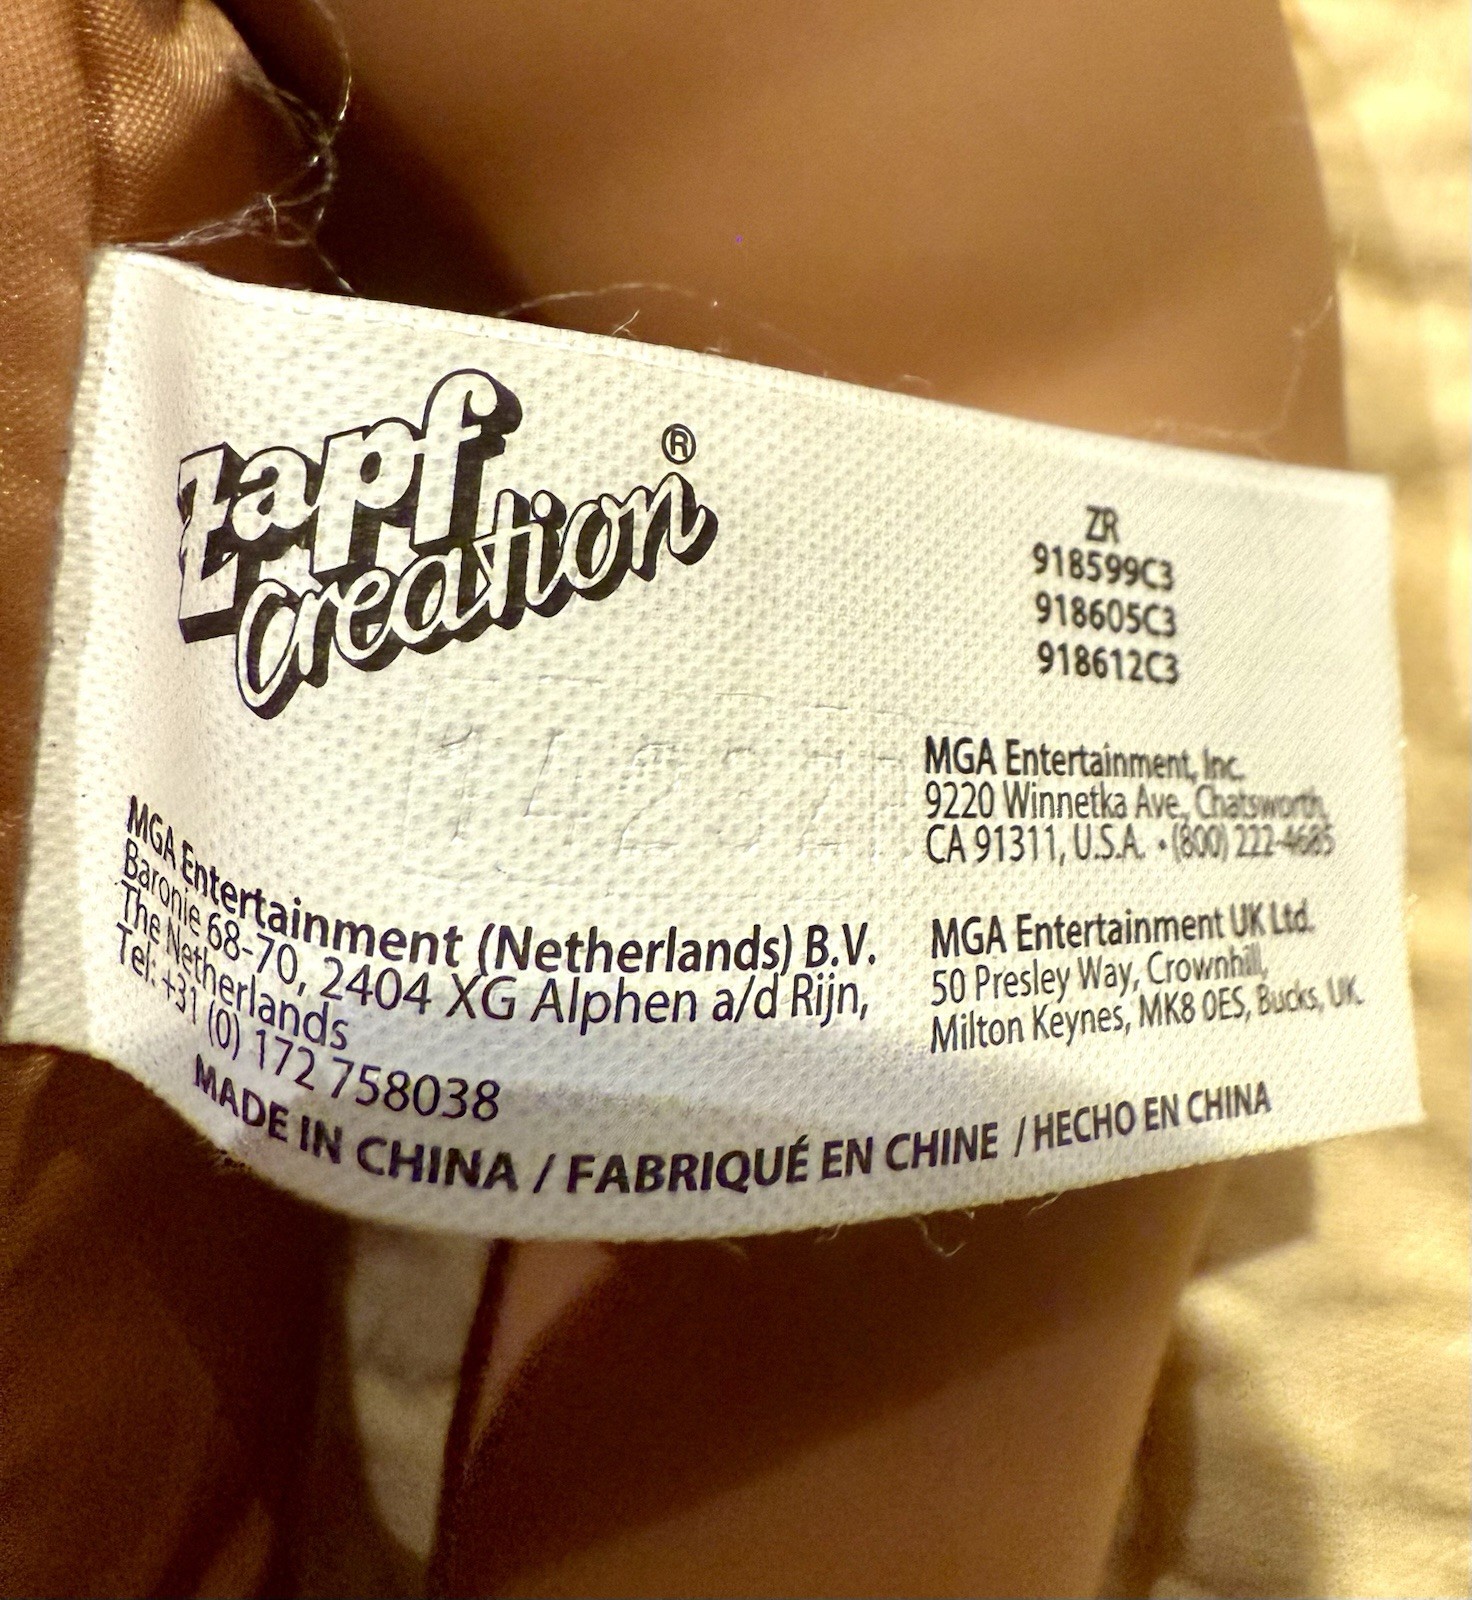 Zapf
creation®
ZR
918599C3
918605C3
918612C3
MGA Entertainment, Inc.
9220 Winnetka Ave., Chatsworth,
CA 91311, U.S.A. • (800) 222-4685
MGA Entertainment (Netherlands) B.V.
Baronie 68-70, 2404 XG Alphen a/d Rijn,
The Netherlands
Tel: +31 (0) 172 758038
MGA Entertainment UK Ltd.
50 Presley Way, Crownhill,
Milton Keynes, MK8 0ES, Bucks, UK.
MADE IN CHINA / FABRIQUÉ EN CHINE / HECHO EN CHINA